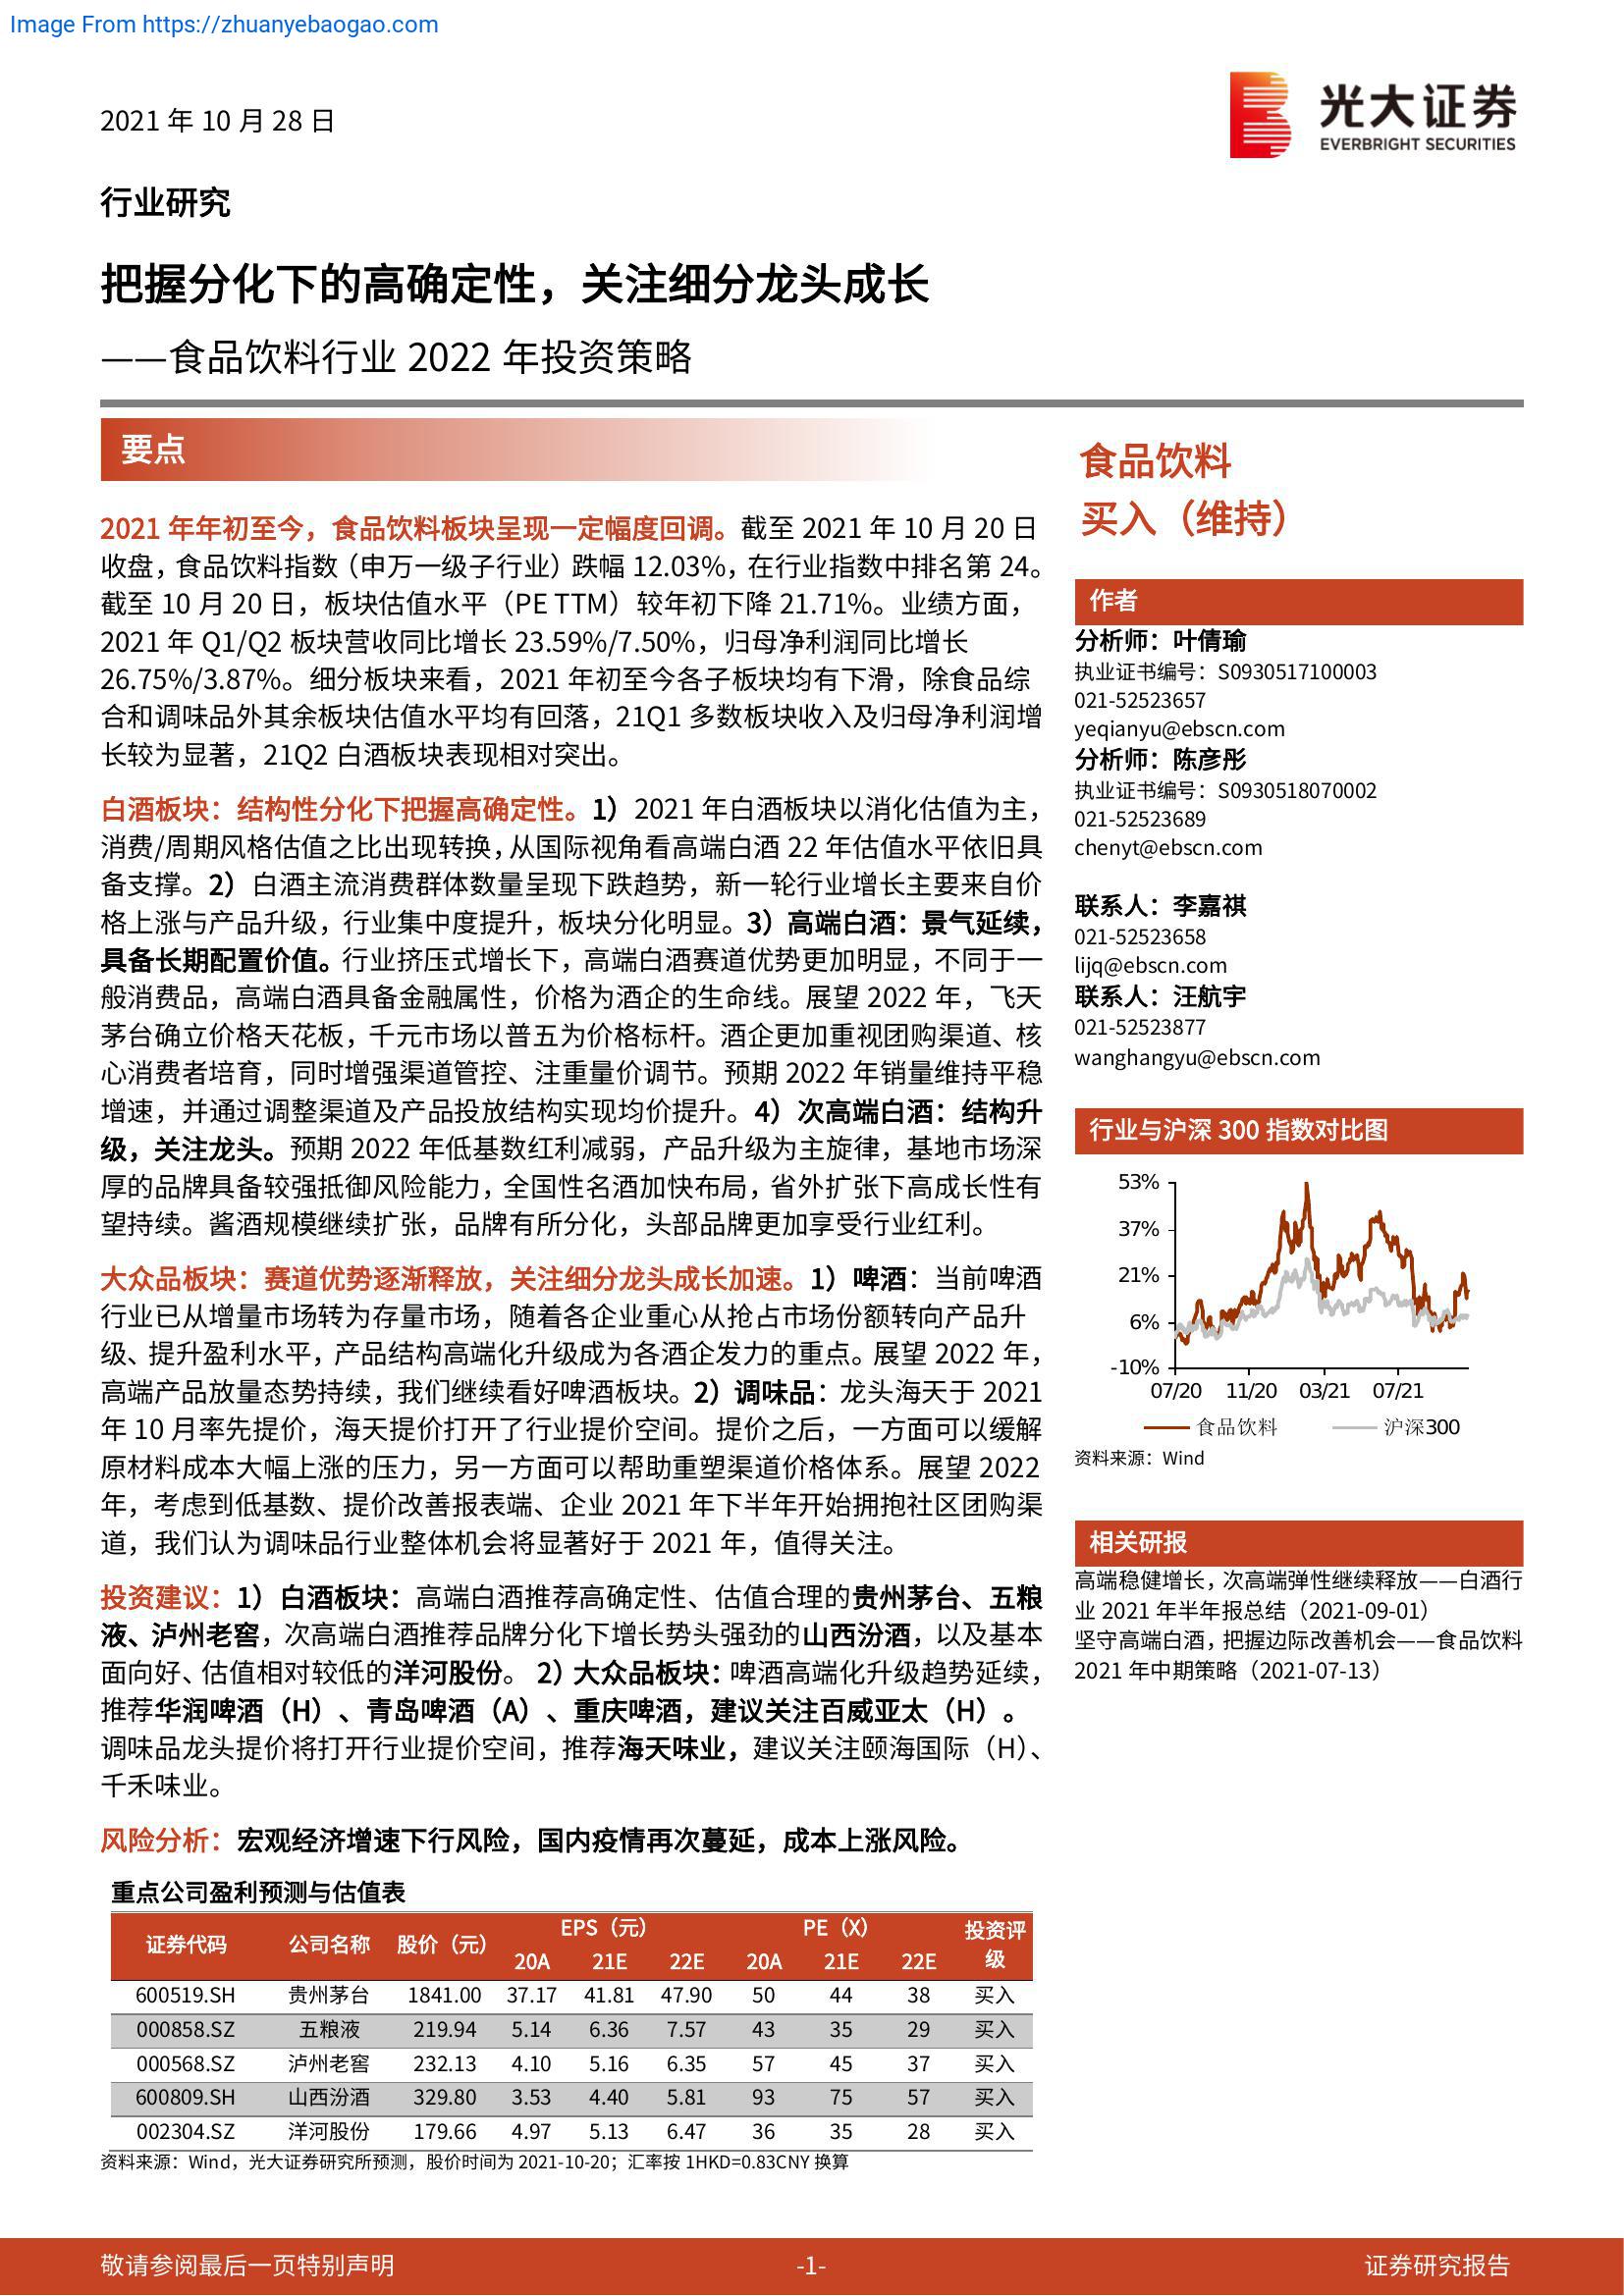 Image From https://zhuanyebaogao.com
2021 年 10 月 28 日
光大证券
EVERBRIGHT SECURITIES
行业研究
把握分化下的高确定性，关注细分龙头成长
——食品饮料行业 2022 年投资策略
要点
2021 年年初至今，食品饮料板块呈现一定幅度回调。截至 2021 年 10 月 20 日
收盘，食品饮料指数（申万一级子行业）跌幅 12.03%，在行业指数中排名第 24。
截至 10 月 20 日，板块估值水平（PE TTM）较年初下降 21.71%。业绩方面，
2021 年 Q1/Q2 板块营收同比增长 23.59%/7.50%，归母净利润同比增长
26.75%/3.87%。细分板块来看，2021 年初至今各子板块均有下滑，除食品综
合和调味品外其余板块估值水平均有回落，21Q1 多数板块收入及归母净利润增
长较为显著，21Q2 白酒板块表现相对突出。
白酒板块：结构性分化下把握高确定性。1）2021 年白酒板块以消化估值为主，
消费/周期风格估值之比出现转换，从国际视角看高端白酒 22 年估值水平依旧具
备支撑。2）白酒主流消费群体数量呈现下跌趋势，新一轮行业增长主要来自价
格上涨与产品升级，行业集中度提升，板块分化明显。3）高端白酒：景气延续，
具备长期配置价值。行业挤压式增长下，高端白酒赛道优势更加明显，不同于一
般消费品，高端白酒具备金融属性，价格为酒企的生命线。展望 2022 年，飞天
茅台确立价格天花板，千元市场以普五为价格标杆。酒企更加重视团购渠道、核
心消费者培育，同时增强渠道管控、注重量价调节。预期 2022 年销量维持平稳
增速，并通过调整渠道及产品投放结构实现均价提升。4）次高端白酒：结构升
级，关注龙头。预期 2022 年低基数红利减弱，产品升级为主旋律，基地市场深
厚的品牌具备较强抵御风险能力，全国性名酒加快布局，省外扩张下高成长性有
望持续。酱酒规模继续扩张，品牌有所分化，头部品牌更加享受行业红利。
大众品板块：赛道优势逐渐释放，关注细分龙头成长加速。1）啤酒：当前啤酒
行业已从增量市场转为存量市场，随着各企业重心从抢占市场份额转向产品升
级、提升盈利水平，产品结构高端化升级成为各酒企发力的重点。展望 2022 年，
高端产品放量态势持续，我们继续看好啤酒板块。2）调味品：龙头海天于 2021
年 10 月率先提价，海天提价打开了行业提价空间。提价之后，一方面可以缓解
原材料成本大幅上涨的压力，另一方面可以帮助重塑渠道价格体系。展望 2022
年，考虑到低基数、提价改善报表端、企业 2021 年下半年开始拥抱社区团购渠
道，我们认为调味品行业整体机会将显著好于 2021 年，值得关注。
投资建议：1）白酒板块：高端白酒推荐高确定性、估值合理的贵州茅台、五粮
液、泸州老窖，次高端白酒推荐品牌分化下增长势头强劲的山西汾酒，以及基本
面向好、估值相对较低的洋河股份。 2）大众品板块：啤酒高端化升级趋势延续，
推荐华润啤酒（H）、青岛啤酒（A）、重庆啤酒，建议关注百威亚太（H）。
调味品龙头提价将打开行业提价空间，推荐海天味业，建议关注颐海国际（H）、
千禾味业。
风险分析：宏观经济增速下行风险，国内疫情再次蔓延，成本上涨风险。
重点公司盈利预测与估值表
证券代码 公司名称 股价（元） EPS（元） PE（X） 投资评级
20A 21E 22E 20A 21E 22E
600519.SH 贵州茅台 1841.00 37.17 41.81 47.90 50 44 38 买入
000858.SZ 五粮液 219.94 5.14 6.36 7.57 43 35 29 买入
000568.SZ 泸州老窖 232.13 4.10 5.16 6.35 57 45 37 买入
600809.SH 山西汾酒 329.80 3.53 4.40 5.81 93 75 57 买入
002304.SZ 洋河股份 179.66 4.97 5.13 6.47 36 35 28 买入
资料来源：Wind，光大证券研究所预测，股价时间为 2021-10-20；汇率按 1HKD=0.83CNY 换算
食品饮料
买入（维持）
作者
分析师：叶倩瑜
执业证书编号：S0930517100003
021-52523657
yeqianyu@ebscn.com
分析师：陈彦彤
执业证书编号：S0930518070002
021-52523689
chenyt@ebscn.com
联系人：李嘉祺
021-52523658
lijq@ebscn.com
联系人：汪航宇
021-52523877
wanghangyu@ebscn.com
行业与沪深 300 指数对比图
53%
37%
21%
6%
-10%
07/20 11/20 03/21 07/21
食品饮料 沪深300
资料来源：Wind
相关研报
高端稳健增长，次高端弹性继续释放——白酒行
业 2021 年半年报总结（2021-09-01）
坚守高端白酒，把握边际改善机会——食品饮料
2021 年中期策略（2021-07-13）
敬请参阅最后一页特别声明
-1-
证券研究报告